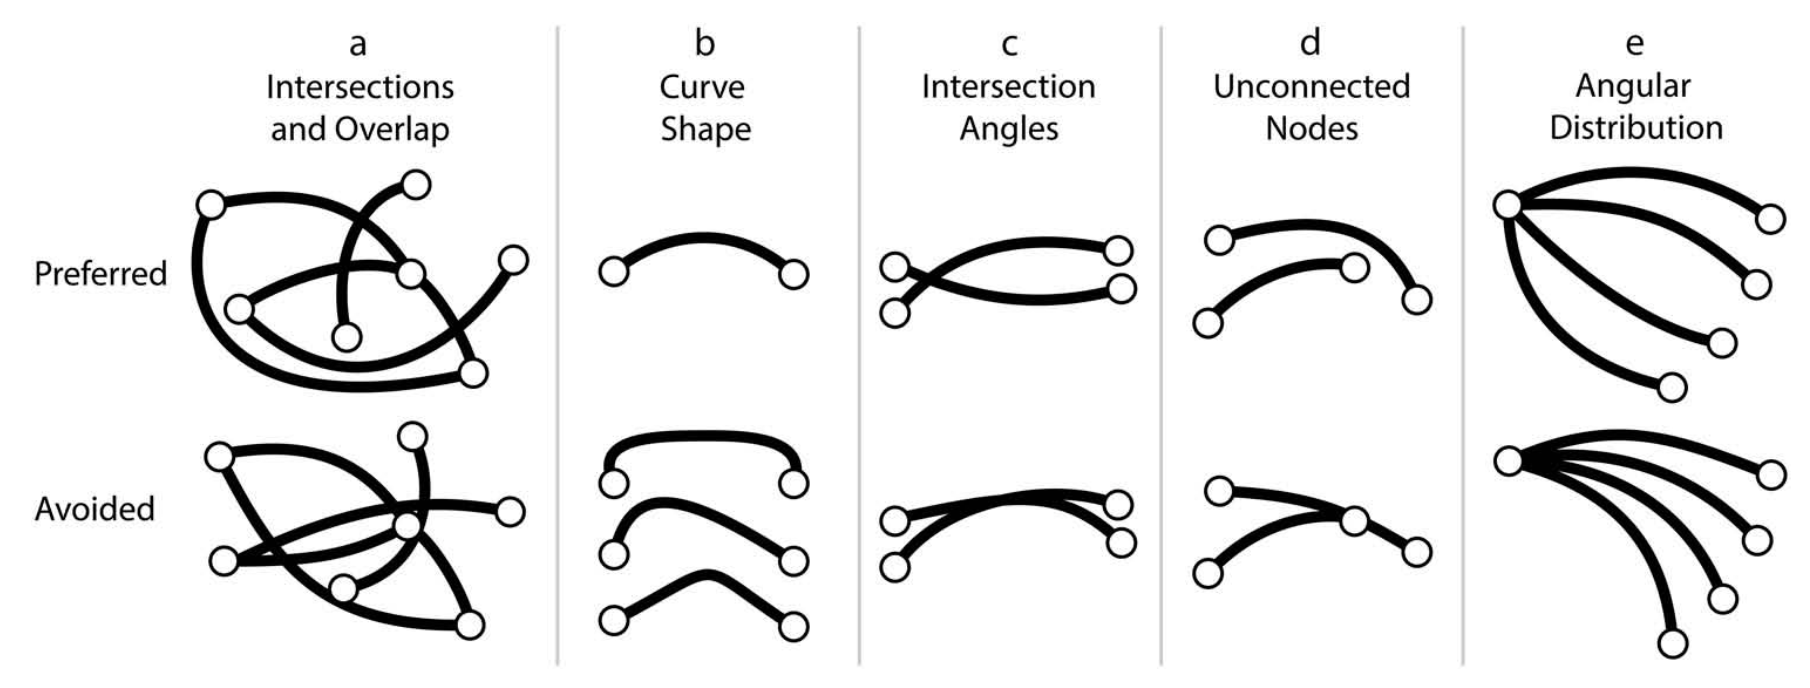 a
Intersections
and Overlap
b
Curve
Shape
c
Intersection
Angles
d
Unconnected
Nodes
e
Angular
Distribution
Preferred
Avoided